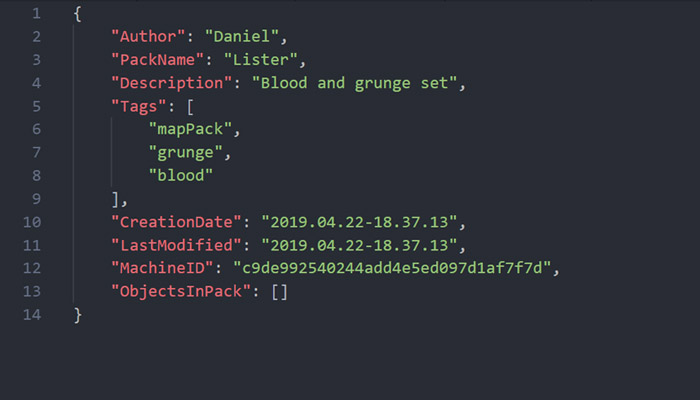 1 {
2 "Author": "Daniel",
3 "PackName": "Lister",
4 "Description": "Blood and grunge set",
5 "Tags": [
6 "mapPack",
7 "grunge",
8 "blood"
9 ],
10 "CreationDate": "2019.04.22-18.37.13",
11 "LastModified": "2019.04.22-18.37.13",
12 "MachineID": "c9de992540244add4e5ed097d1af7f7d",
13 "ObjectsInPack": []
14 }